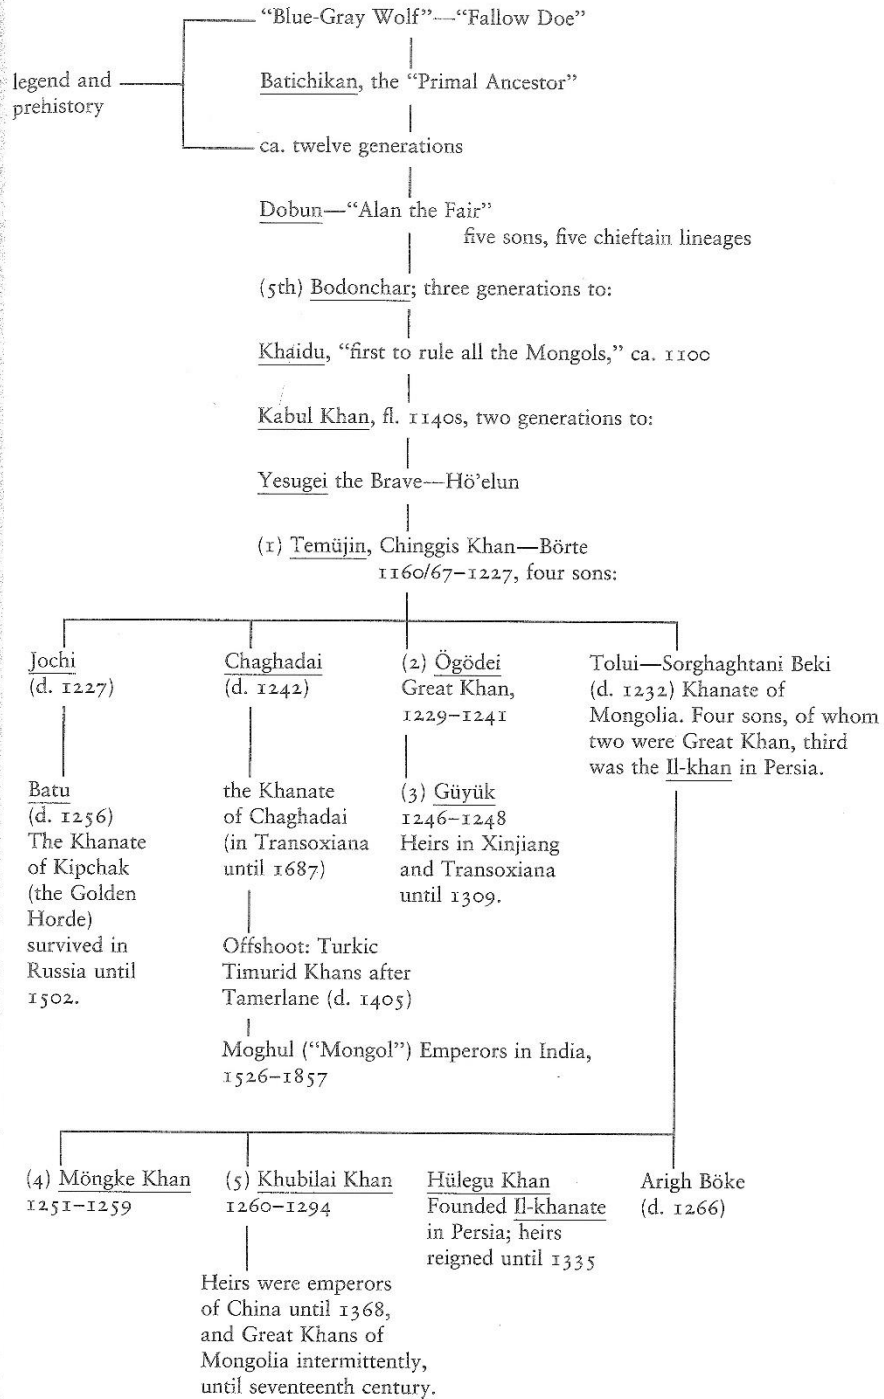 "Blue-Gray Wolf"—"Fallow Doe"
legend and
prehistory
Batichikan, the "Primal Ancestor"
ca. twelve generations
Dobun—"Alan the Fair"
five sons, five chieftain lineages
(5th) Bodonchar; three generations to:
Khaidu, "first to rule all the Mongols," ca. 1100
Kabul Khan, fl. 1140s, two generations to:
Yesugei the Brave—Hö'elun
(1) Temüjin, Chinggis Khan—Börte
1160/67–1227, four sons:
Jochi
(d. 1227)
Chaghadai
(d. 1242)
(2) Ögödei
Great Khan,
1229–1241
Tolui—Sorghaghtani Beki
(d. 1232) Khanate of
Mongolia. Four sons, of whom
two were Great Khan, third
was the Il-khan in Persia.
Batu
(d. 1256)
The Khanate
of Kipchak
(the Golden
Horde)
survived in
Russia until
1502.
the Khanate
of Chaghadai
(in Transoxiana
until 1687)
(3) Güyük
1246–1248
Heirs in Xinjiang
and Transoxiana
until 1309.
Offshoot: Turkic
Timurid Khans after
Tamerlane (d. 1405)
Moghul ("Mongol") Emperors in India,
1526–1857
(4) Möngke Khan
1251–1259
(5) Khubilai Khan
1260–1294
Hülegu Khan
Founded Il-khanate
in Persia; heirs
reigned until 1335
Arigh Böke
(d. 1266)
Heirs were emperors
of China until 1368,
and Great Khans of
Mongolia intermittently,
until seventeenth century.